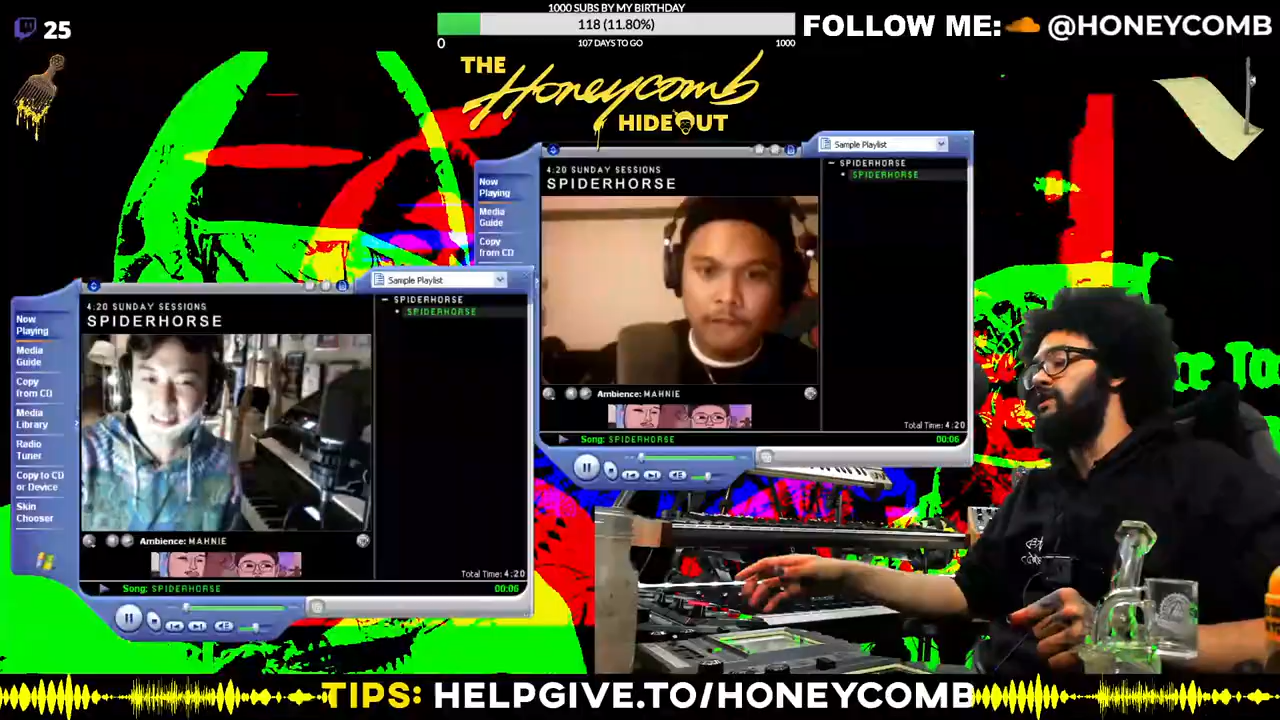 25
1000 SUBS BY MY BIRTHDAY
118 (11.80%)
0
107 DAYS TO GO
1000
FOLLOW ME: @HONEYCOMB
THE
Honeycomb
HIDEOUT
Sample Playlist
4:20 SUNDAY SESSIONS
SPIDERHORSE
SPIDERHORSE
SPIDERHORSE
Now
Playing
Media
Guide
Copy
from CD
Ambience: MAHNIE
Total Time: 4:20
Song: SPIDERHORSE
00:06
Sample Playlist
4:20 SUNDAY SESSIONS
SPIDERHORSE
SPIDERHORSE
SPIDERHORSE
Now
Playing
Media
Guide
Copy
from CD
Media
Library
Radio
Tuner
Copy to CD
or Device
Skin
Chooser
Ambience: MAHNIE
Total Time: 4:20
Song: SPIDERHORSE
00:06
TIPS: HELPGIVE.TO/HONEYCOMB